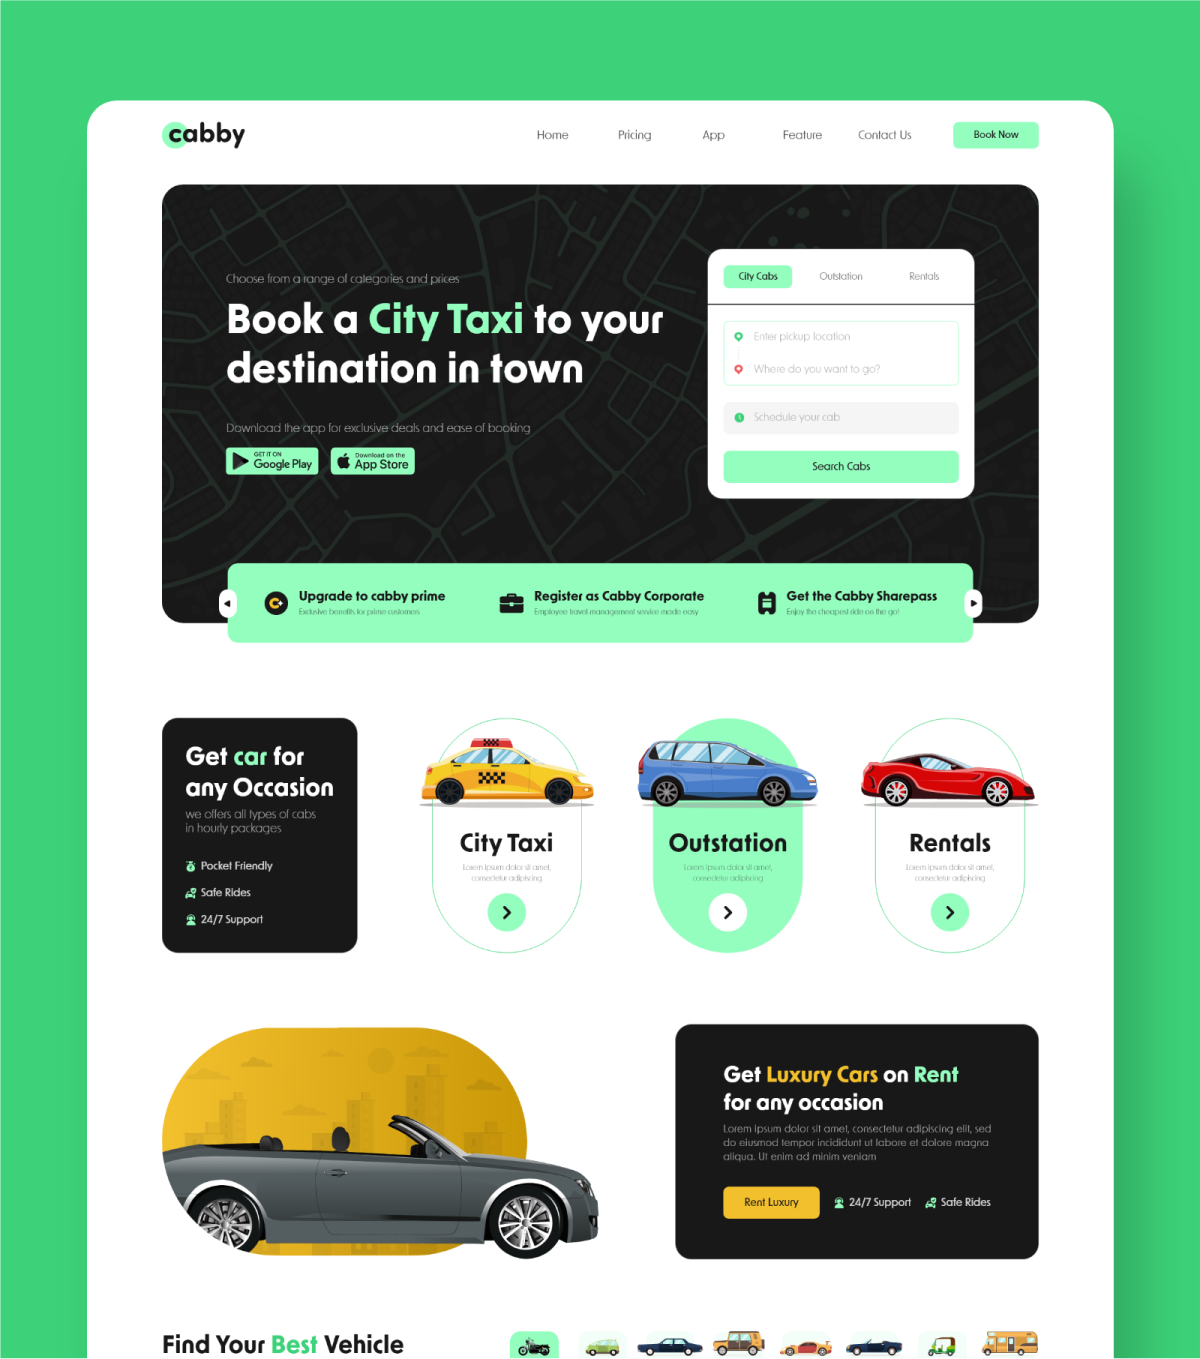 cabby
Home Pricing App Feature Contact Us Book Now
Choose from a range of categories and prices
Book a City Taxi to your
destination in town
Download the app for exclusive deals and ease of booking
GET IT ON
Google Play
Download on the
App Store
City Cabs Outstation Rentals
Enter pickup location
Where do you want to go?
Schedule your cab
Search Cabs
Upgrade to cabby prime
Exclusive benefits for prime customers
Register as Cabby Corporate
Employee travel management service made easy
Get the Cabby Sharepass
Enjoy the cheapest ride on the go!
Get car for
any Occasion
we offers all types of cabs
in hourly packages
Pocket Friendly
Safe Rides
24/7 Support
City Taxi
Lorem ipsum dolor sit amet,
consectetur adipiscing
Outstation
Lorem ipsum dolor sit amet,
consectetur adipiscing
Rentals
Lorem ipsum dolor sit amet,
consectetur adipiscing
Get Luxury Cars on Rent
for any occasion
Lorem ipsum dolor sit amet, consectetur adipiscing elit, sed
do eiusmod tempor incididunt ut labore et dolore magna
aliqua. Ut enim ad minim veniam
Rent Luxury 24/7 Support Safe Rides
Find Your Best Vehicle